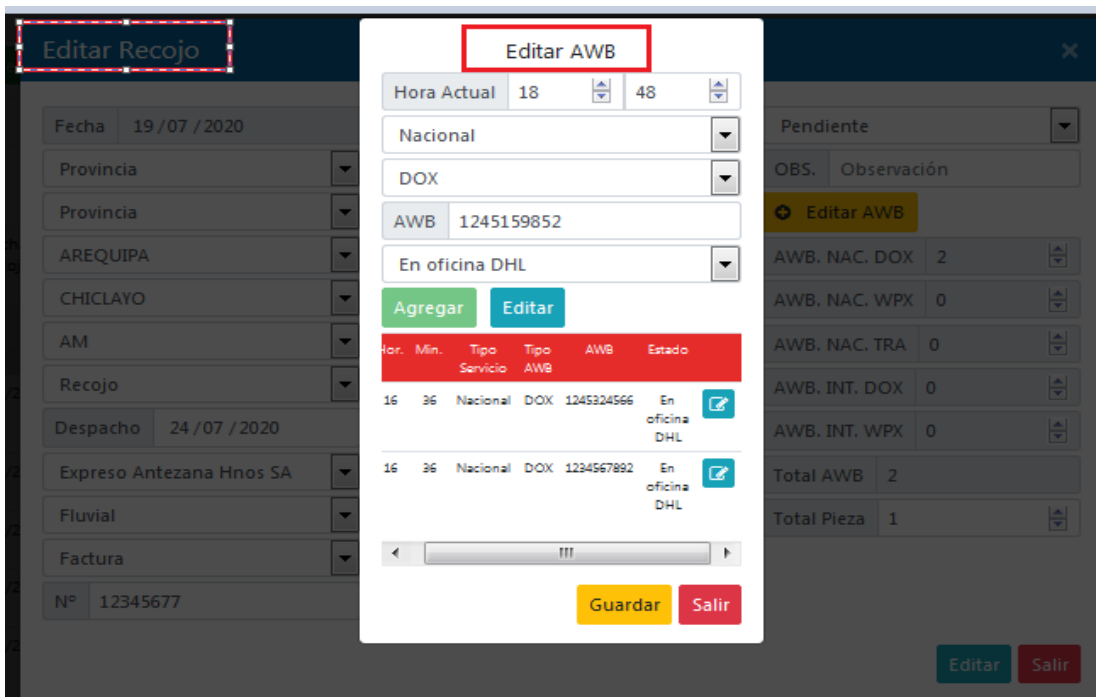 Editar Recojo
Fecha 19/07/2020
Provincia
Provincia
AREQUIPA
CHICLAYO
AM
Recojo
Despacho 24/07/2020
Expreso Antezana Hnos SA
Fluvial
Factura
Nº 12345677
Editar AWB
Hora Actual 18 48
Nacional
DOX
AWB 1245159852
En oficina DHL
Agregar Editar
Hor. Min. Tipo Servicio Tipo AWB AWB Estado
16 36 Nacional DOX 1245324566 En oficina DHL
16 36 Nacional DOX 1234567892 En oficina DHL
Guardar Salir
Pendiente
OBS. Observación
Editar AWB
AWB. NAC. DOX 2
AWB. NAC. WPX 0
AWB. NAC. TRA 0
AWB. INT. DOX 0
AWB. INT. WPX 0
Total AWB 2
Total Pieza 1
Editar Salir